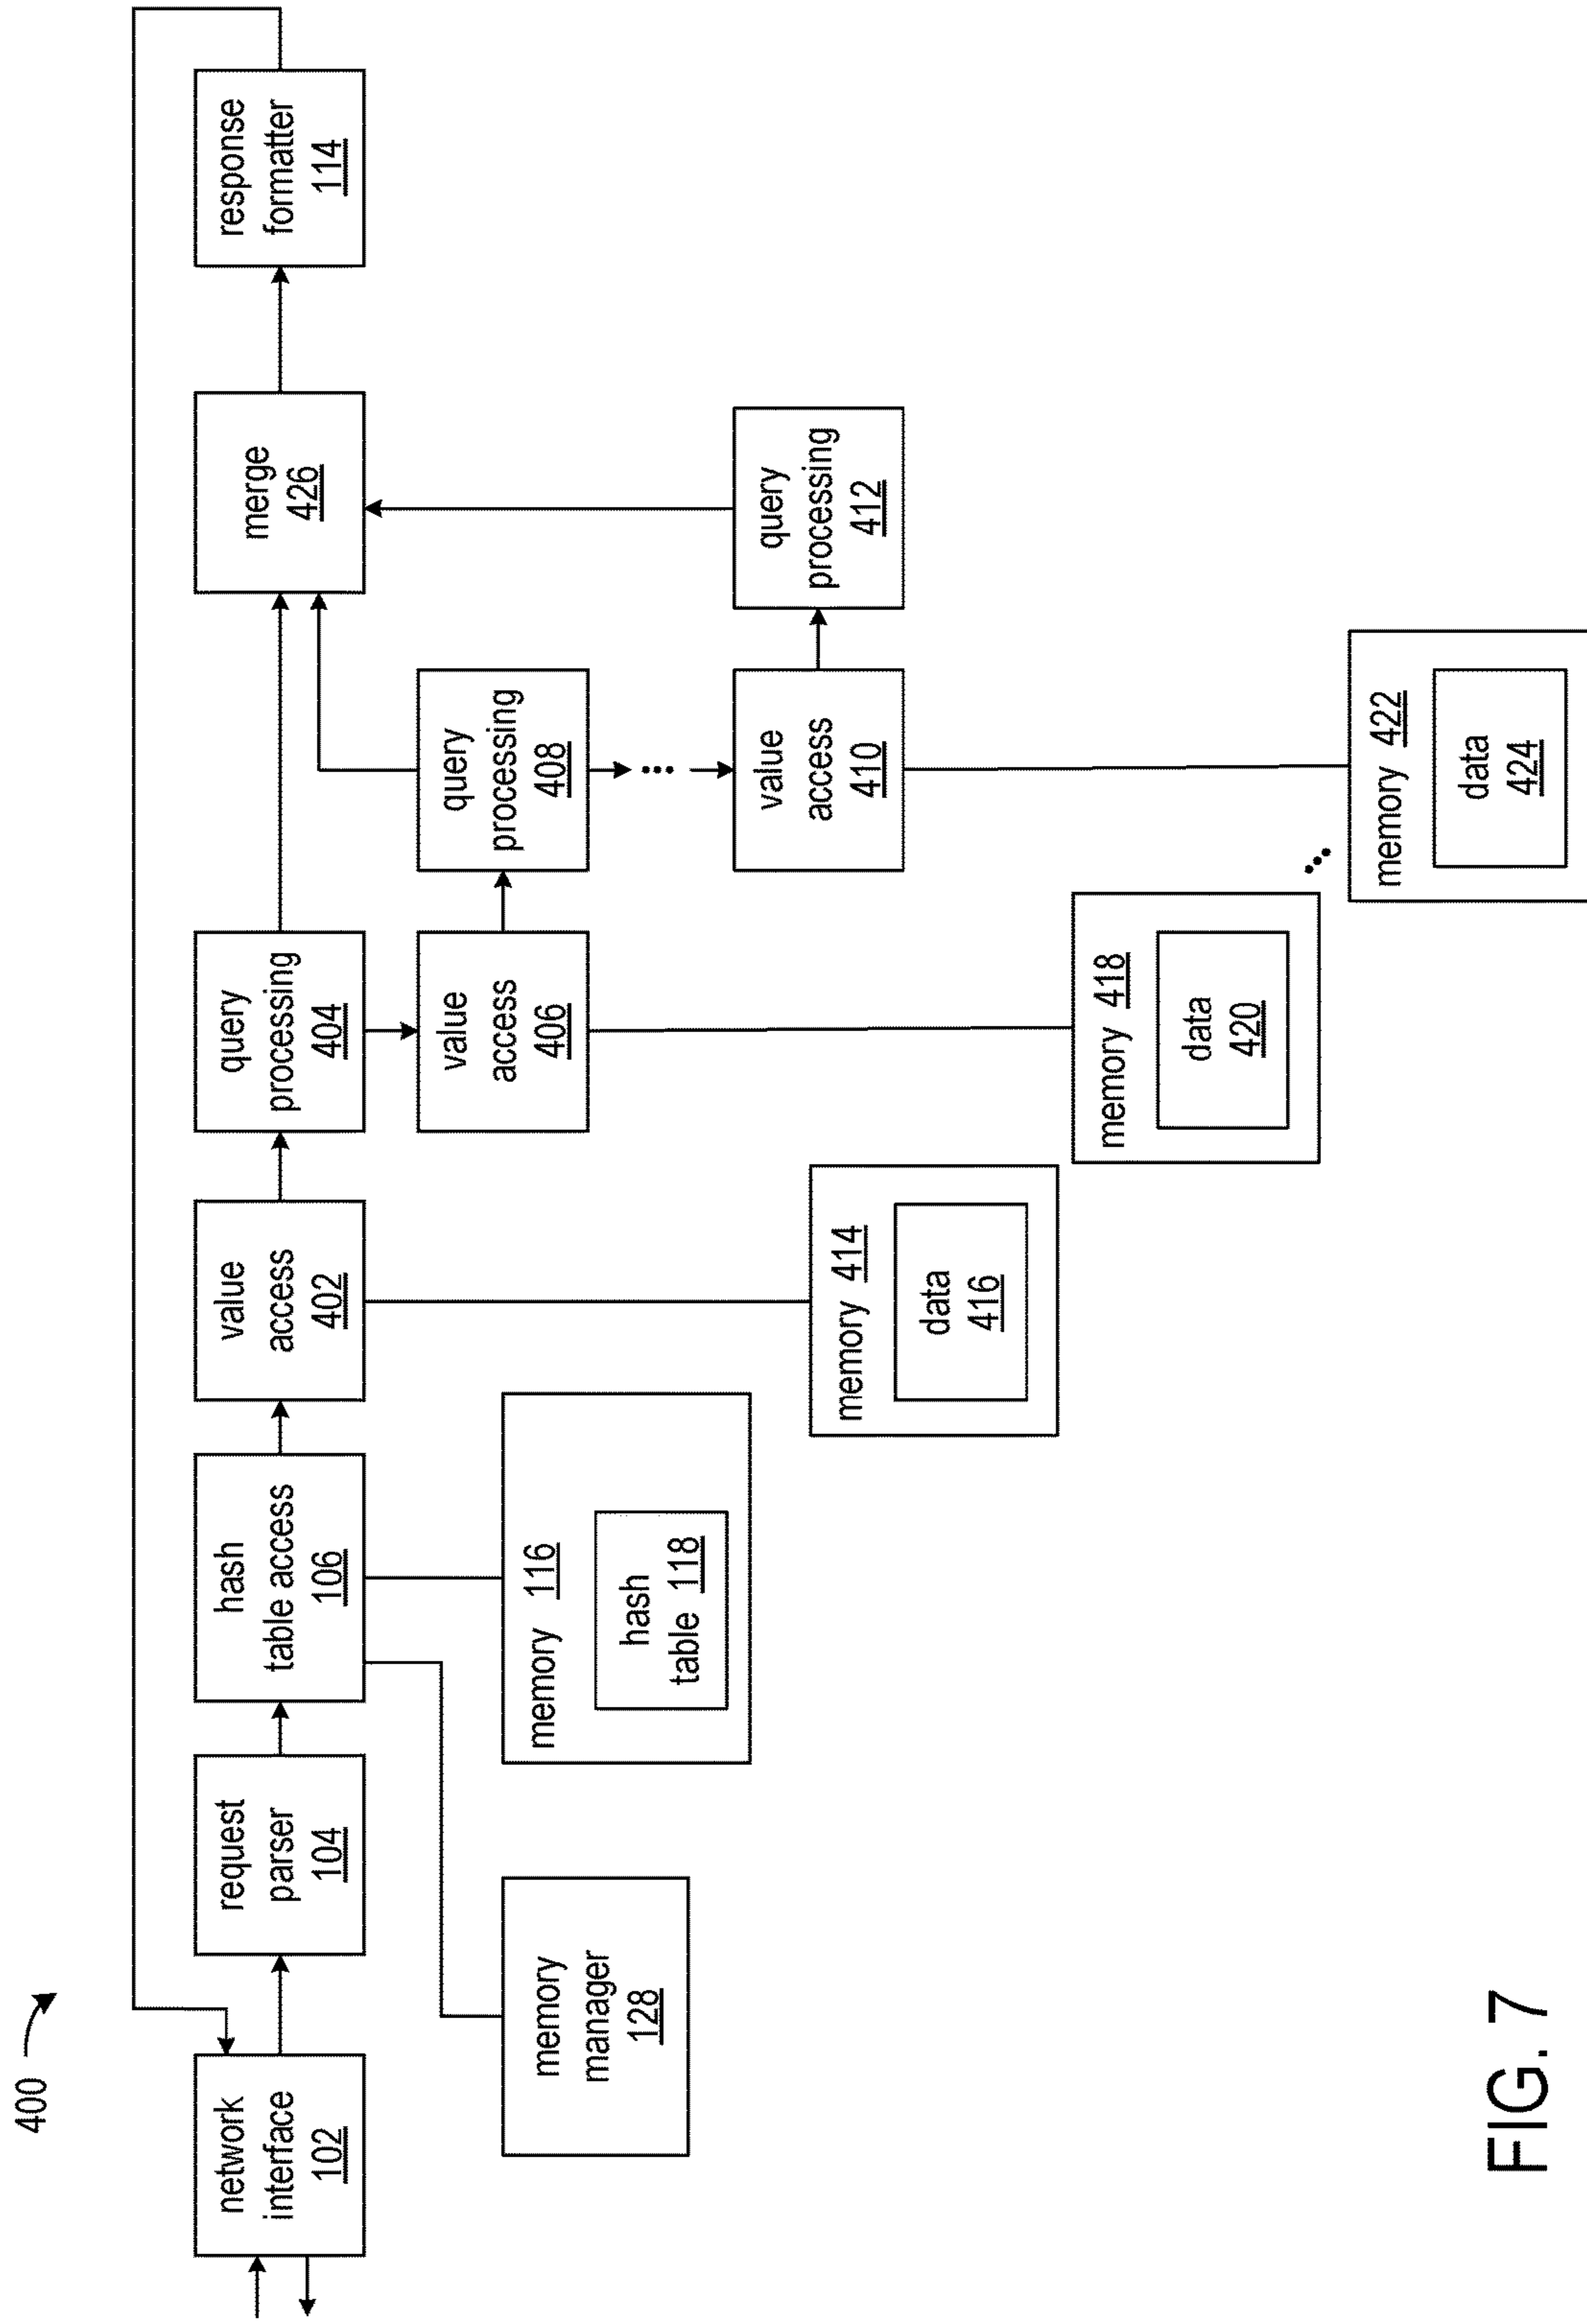 400
network
interface
102
request
parser
104
hash
table access
106
value
access
402
query
processing
404
merge
426
response
formatter
114
memory
manager
128
memory 116
hash
table 118
value
access
406
query
processing
408
...
value
access
410
query
processing
412
memory 414
data
416
memory 418
data
420
...
memory 422
data
424
FIG. 7